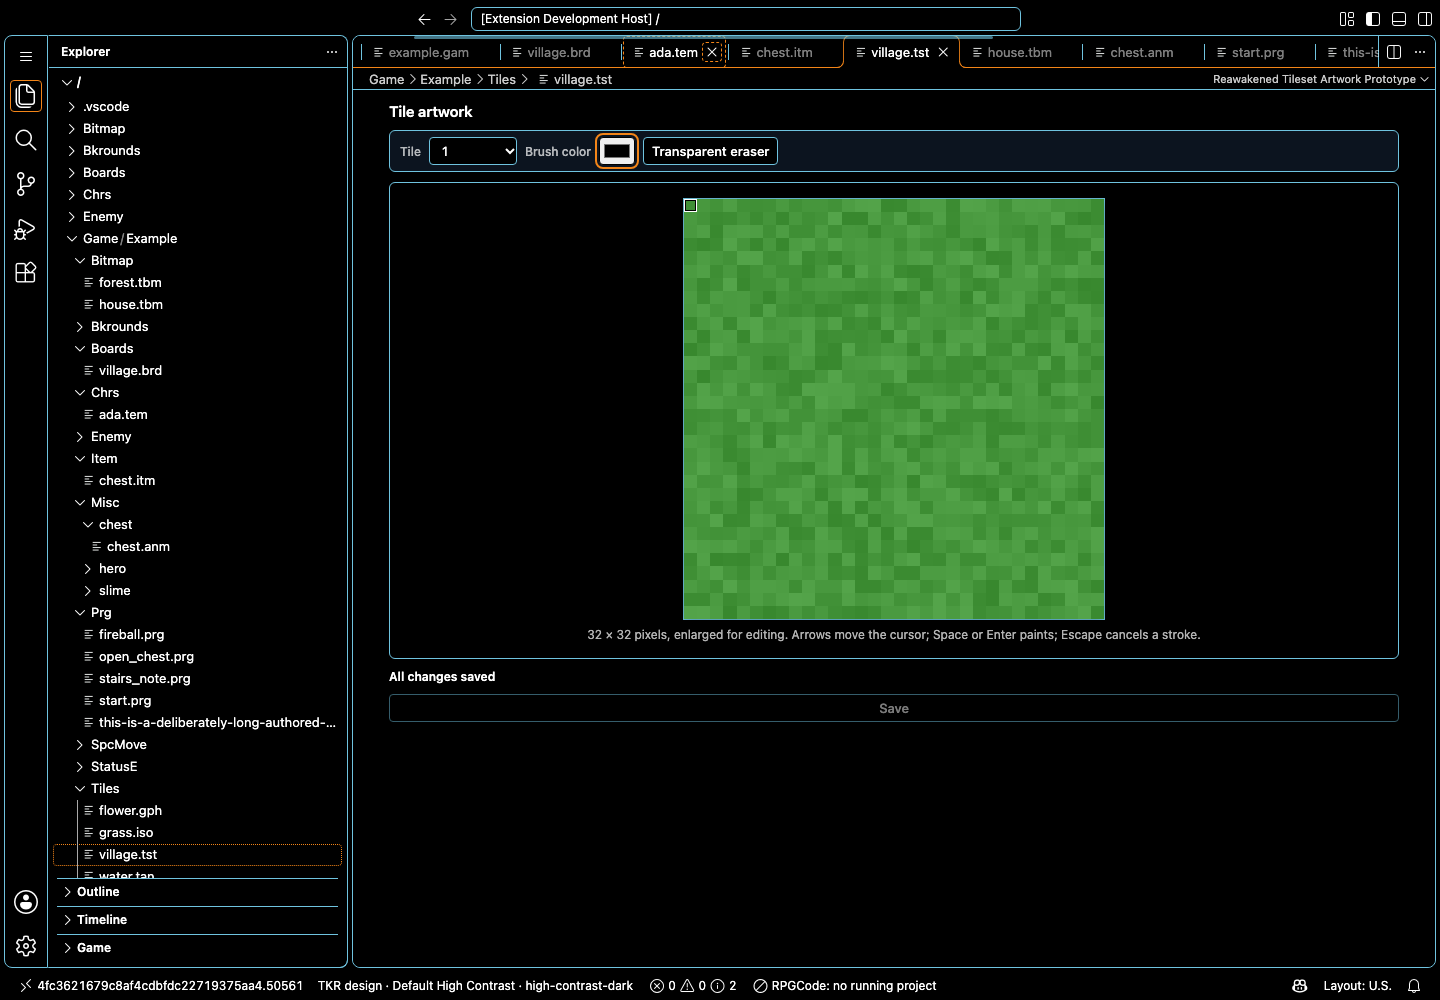 [Extension Development Host] /
Explorer
/
.vscode
Bitmap
Bkrounds
Boards
Chrs
Enemy
Game/Example
Bitmap
forest.tbm
house.tbm
Bkrounds
Boards
village.brd
Chrs
ada.tem
Enemy
Item
chest.itm
Misc
chest
chest.anm
hero
slime
Prg
fireball.prg
open_chest.prg
stairs_note.prg
start.prg
this-is-a-deliberately-long-authored-...
SpcMove
StatusE
Tiles
flower.gph
grass.iso
village.tst
water.tan
Outline
Timeline
Game
example.gam village.brd ada.tem chest.itm village.tst house.tbm chest.anm start.prg this-is
Game > Example > Tiles > village.tst
Reawakened Tileset Artwork Prototype
Tile artwork
Tile 1 Brush color Transparent eraser
32 × 32 pixels, enlarged for editing. Arrows move the cursor; Space or Enter paints; Escape cancels a stroke.
All changes saved
Save
4fc3621679c8af4cdbfdc22719375aa4.50561 TKR design · Default High Contrast · high-contrast-dark 0 0 2 RPGCode: no running project Layout: U.S.